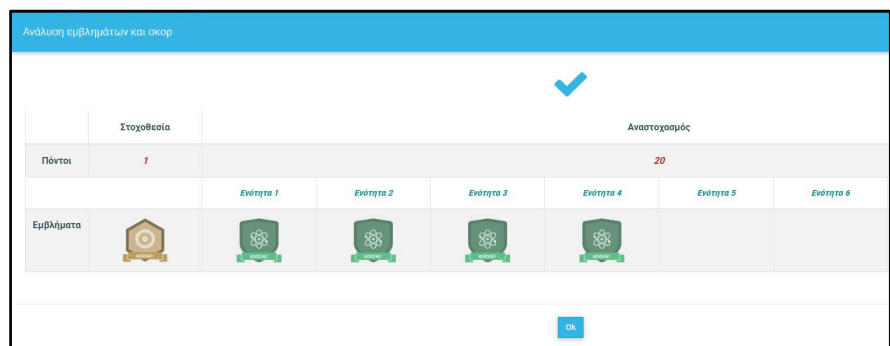 Ανάλυση εμβλημάτων και σκορ
Στοχοθεσία Αναστοχασμός
Πόντοι 1 20
Ενότητα 1 Ενότητα 2 Ενότητα 3 Ενότητα 4 Ενότητα 5 Ενότητα 6
Εμβλήματα
Ok